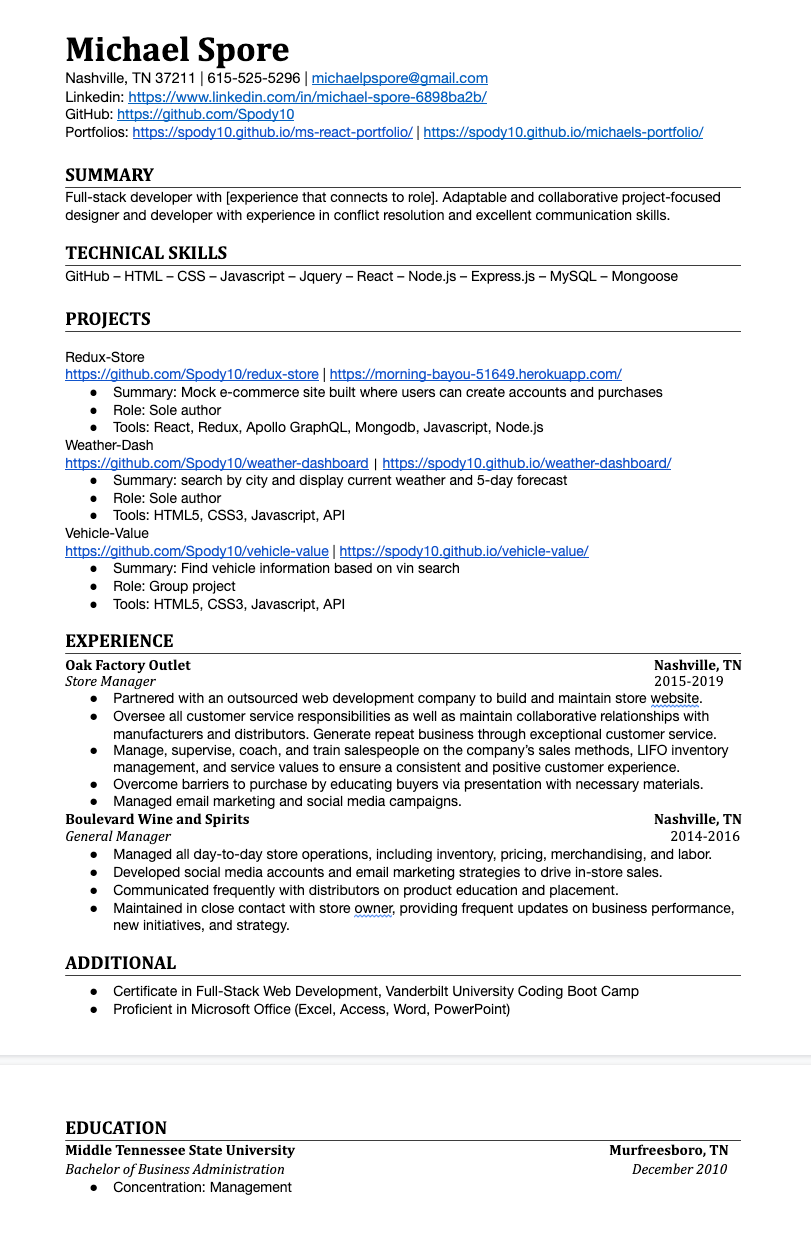 Michael Spore
Nashville, TN 37211 | 615-525-5296 | michaelpspore@gmail.com
Linkedin: https://www.linkedin.com/in/michael-spore-6898ba2b/
GitHub: https://github.com/Spody10
Portfolios: https://spody10.github.io/ms-react-portfolio/ | https://spody10.github.io/michaels-portfolio/
SUMMARY
Full-stack developer with [experience that connects to role]. Adaptable and collaborative project-focused
designer and developer with experience in conflict resolution and excellent communication skills.
TECHNICAL SKILLS
GitHub – HTML – CSS – Javascript – Jquery – React – Node.js – Express.js – MySQL – Mongoose
PROJECTS
Redux-Store
https://github.com/Spody10/redux-store | https://morning-bayou-51649.herokuapp.com/
● Summary: Mock e-commerce site built where users can create accounts and purchases
● Role: Sole author
● Tools: React, Redux, Apollo GraphQL, Mongodb, Javascript, Node.js
Weather-Dash
https://github.com/Spody10/weather-dashboard | https://spody10.github.io/weather-dashboard/
● Summary: search by city and display current weather and 5-day forecast
● Role: Sole author
● Tools: HTML5, CSS3, Javascript, API
Vehicle-Value
https://github.com/Spody10/vehicle-value | https://spody10.github.io/vehicle-value/
● Summary: Find vehicle information based on vin search
● Role: Group project
● Tools: HTML5, CSS3, Javascript, API
EXPERIENCE
Oak Factory Outlet Nashville, TN
Store Manager 2015-2019
● Partnered with an outsourced web development company to build and maintain store website.
● Oversee all customer service responsibilities as well as maintain collaborative relationships with
manufacturers and distributors. Generate repeat business through exceptional customer service.
● Manage, supervise, coach, and train salespeople on the company's sales methods, LIFO inventory
management, and service values to ensure a consistent and positive customer experience.
● Overcome barriers to purchase by educating buyers via presentation with necessary materials.
● Managed email marketing and social media campaigns.
Boulevard Wine and Spirits Nashville, TN
General Manager 2014-2016
● Managed all day-to-day store operations, including inventory, pricing, merchandising, and labor.
● Developed social media accounts and email marketing strategies to drive in-store sales.
● Communicated frequently with distributors on product education and placement.
● Maintained in close contact with store owner, providing frequent updates on business performance,
new initiatives, and strategy.
ADDITIONAL
● Certificate in Full-Stack Web Development, Vanderbilt University Coding Boot Camp
● Proficient in Microsoft Office (Excel, Access, Word, PowerPoint)
EDUCATION
Middle Tennessee State University Murfreesboro, TN
Bachelor of Business Administration December 2010
● Concentration: Management